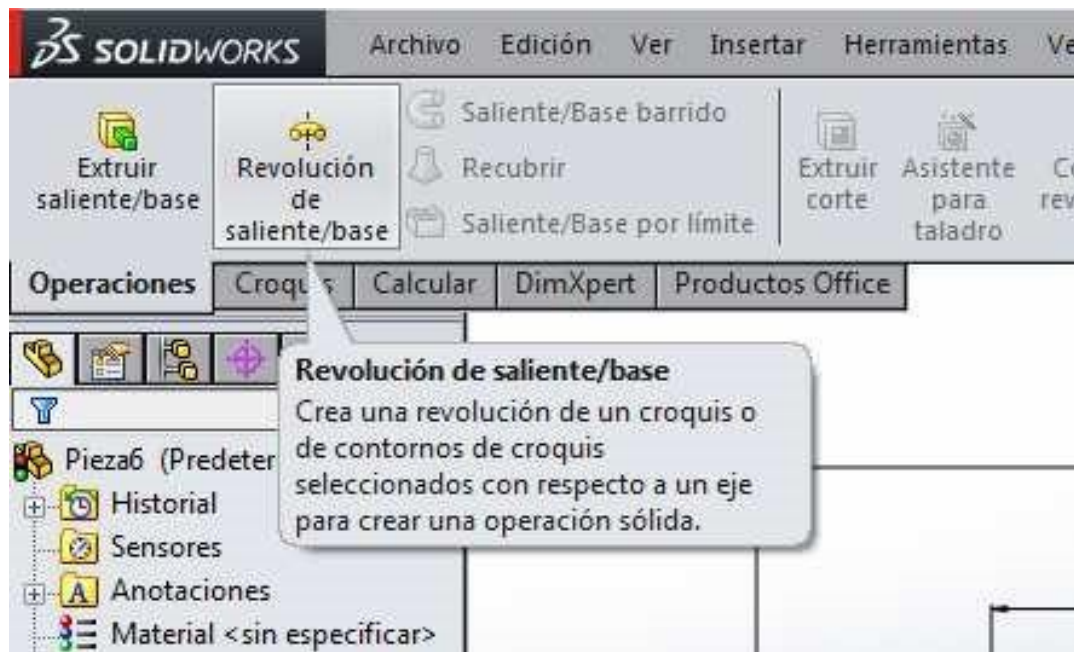 SOLIDWORKS Archivo Edición Ver Insertar Herramientas
Extruir
saliente/base
Revolución
de
saliente/base
Saliente/Base barrido
Recubrir
Saliente/Base por límite
Extruir
corte
Asistente
para
taladro
Operaciones Croquis Calcular DimXpert Productos Office
Revolución de saliente/base
Crea una revolución de un croquis o
de contornos de croquis
seleccionados con respecto a un eje
para crear una operación sólida.
Pieza6 (Predeter
Historial
Sensores
A Anotaciones
Material <sin especificar>